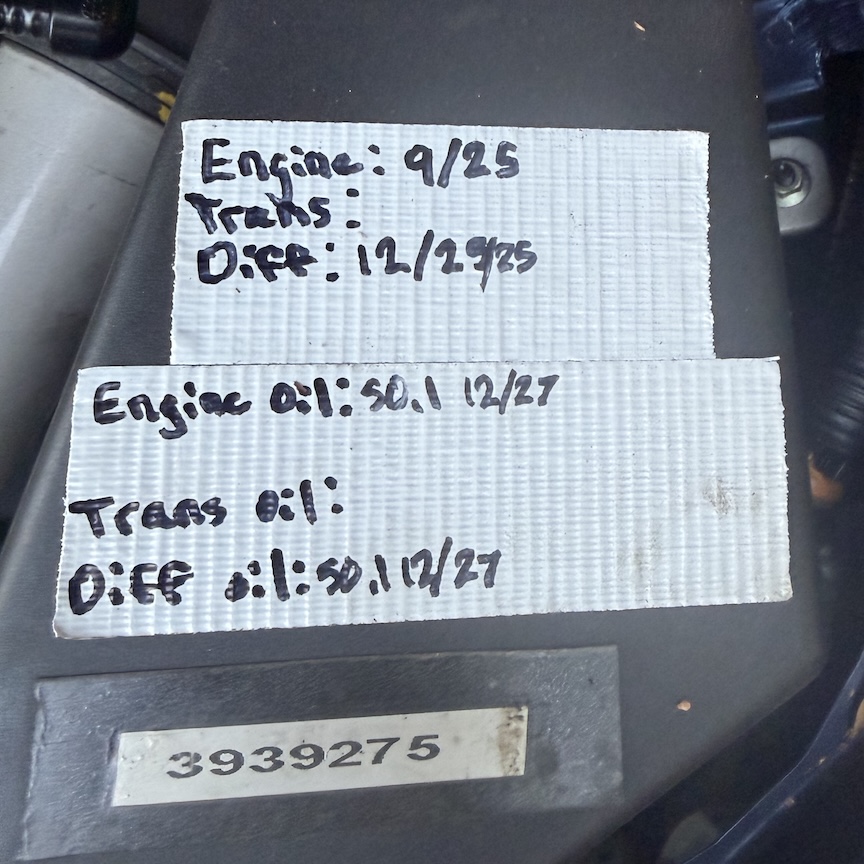 Engine: 9/25
Trans:
Diff: 12/29/25
Engine oil: 50.1 12/27
Trans oil:
Diff oil: 50.1 12/27
3939275